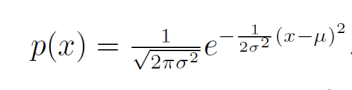 p(x) = \frac{1}{\sqrt{2\pi\sigma^2}} e^{-\frac{1}{2\sigma^2}(x-\mu)^2}.